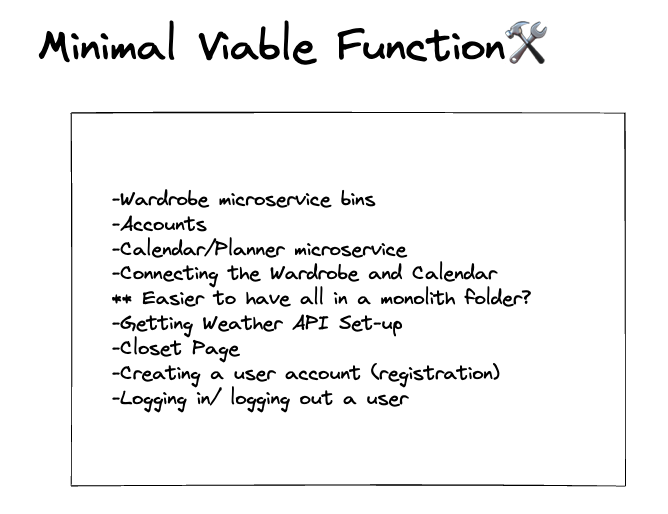 Minimal Viable Function🛠️
-Wardrobe microservice bins
-Accounts
-Calendar/Planner microservice
-Connecting the Wardrobe and Calendar
** Easier to have all in a monolith folder?
-Getting Weather API Set-up
-Closet Page
-Creating a user account (registration)
-Logging in/ logging out a user